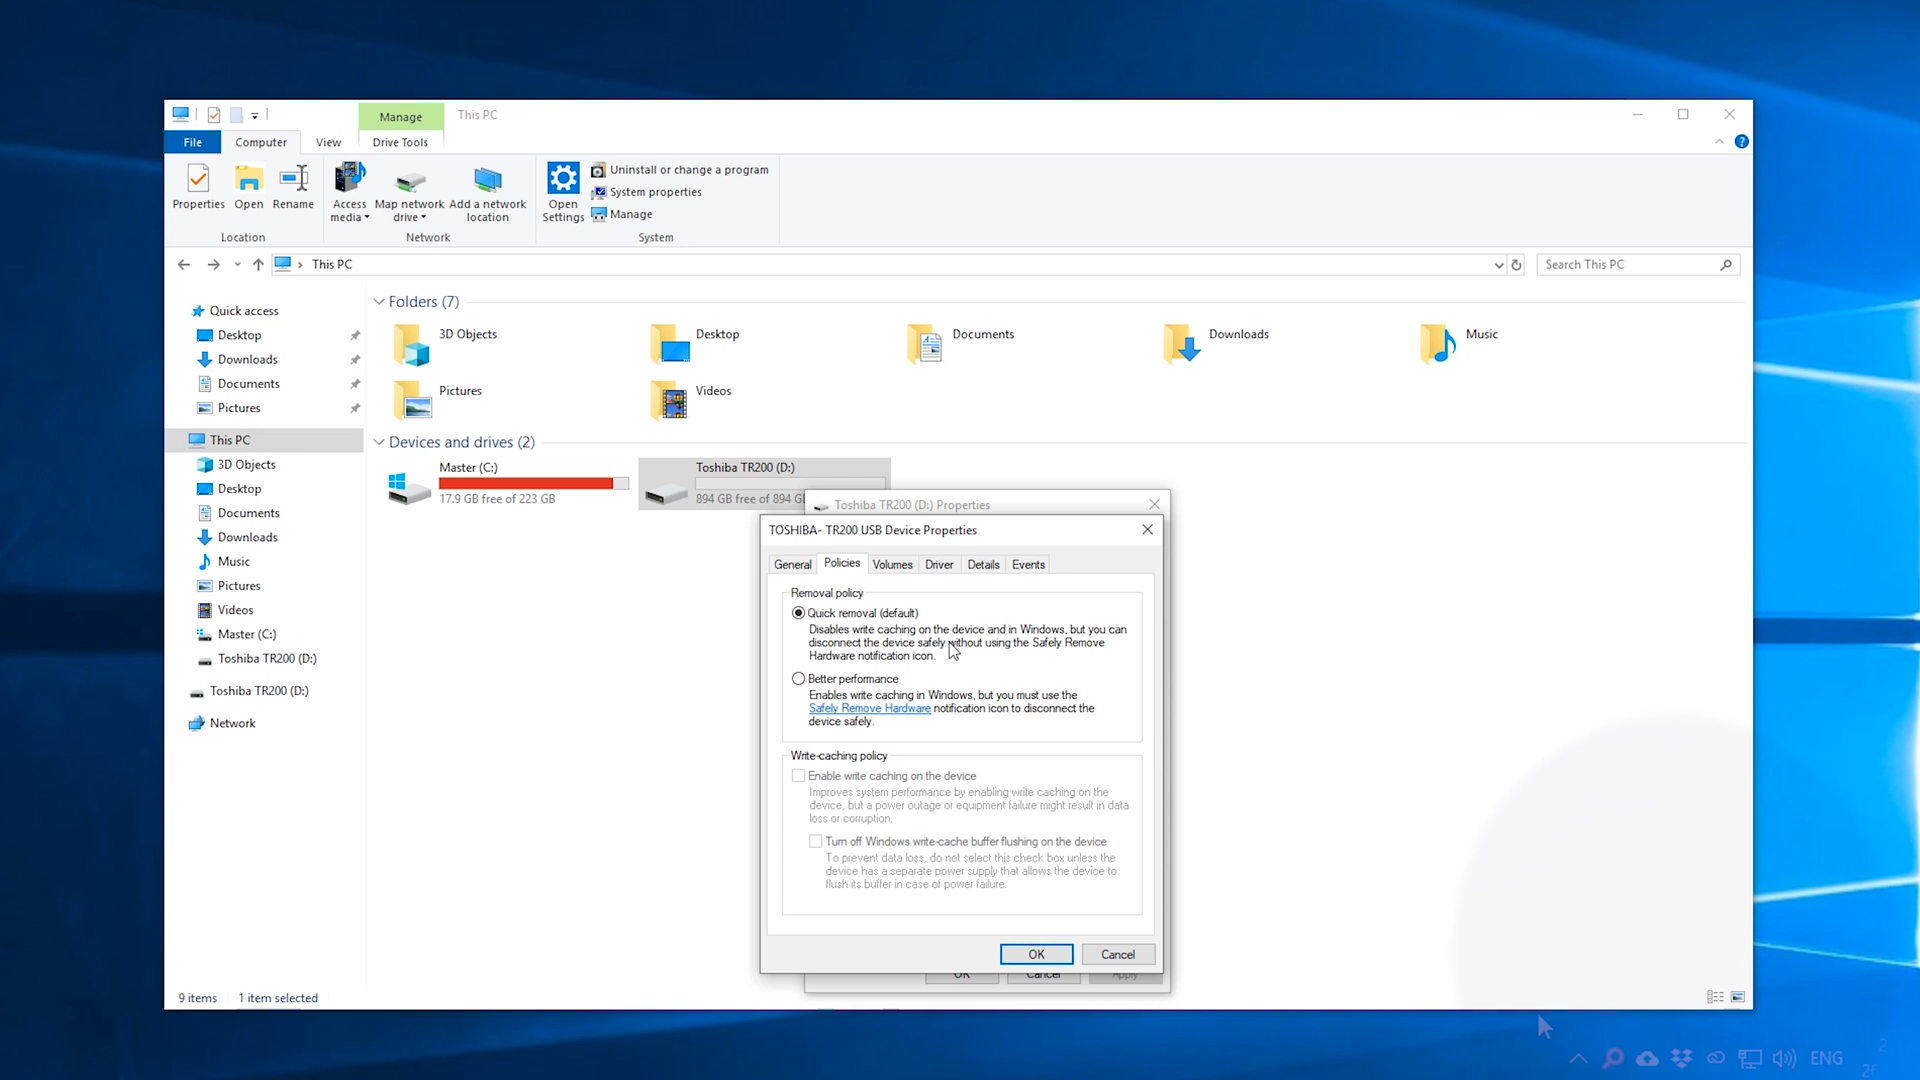 Manage
This PC
File
Computer
View
Drive Tools
Properties
Open
Rename
Access media
Map network drive
Add a network location
Open Settings
Uninstall or change a program
System properties
Manage
Location
Network
System
This PC
Search This PC
Quick access
Desktop
Downloads
Documents
Pictures
This PC
3D Objects
Desktop
Documents
Downloads
Music
Pictures
Videos
Master (C:)
Toshiba TR200 (D:)
Toshiba TR200 (D:)
Network
Folders (7)
3D Objects
Desktop
Documents
Downloads
Music
Pictures
Videos
Devices and drives (2)
Master (C:)
17.9 GB free of 223 GB
Toshiba TR200 (D:)
894 GB free of 894 G
Toshiba TR200 (D:) Properties
TOSHIBA- TR200 USB Device Properties
General
Policies
Volumes
Driver
Details
Events
Removal policy
Quick removal (default)
Disables write caching on the device and in Windows, but you can
disconnect the device safely without using the Safely Remove
Hardware notification icon.
Better performance
Enables write caching in Windows, but you must use the
Safely Remove Hardware notification icon to disconnect the
device safely.
Write-caching policy
Enable write caching on the device
Improves system performance by enabling write caching on the
device, but a power outage or equipment failure might result in data
loss or corruption.
Turn off Windows write-cache buffer flushing on the device
To prevent data loss, do not select this check box unless the
device has a separate power supply that allows the device to
flush its buffer in case of power failure.
OK
Cancel
OK
Cancel
Apply
9 items
1 item selected
ENG